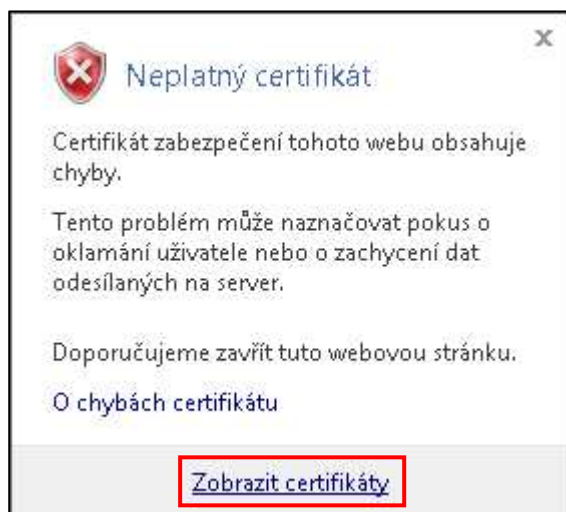 x
Neplatný certifikát
Certifikát zabezpečení tohoto webu obsahuje
chyby.
Tento problém může naznačovat pokus o
oklamání uživatele nebo o zachycení dat
odesílaných na server.
Doporučujeme zavřít tuto webovou stránku.
O chybách certifikátu
Zobrazit certifikáty